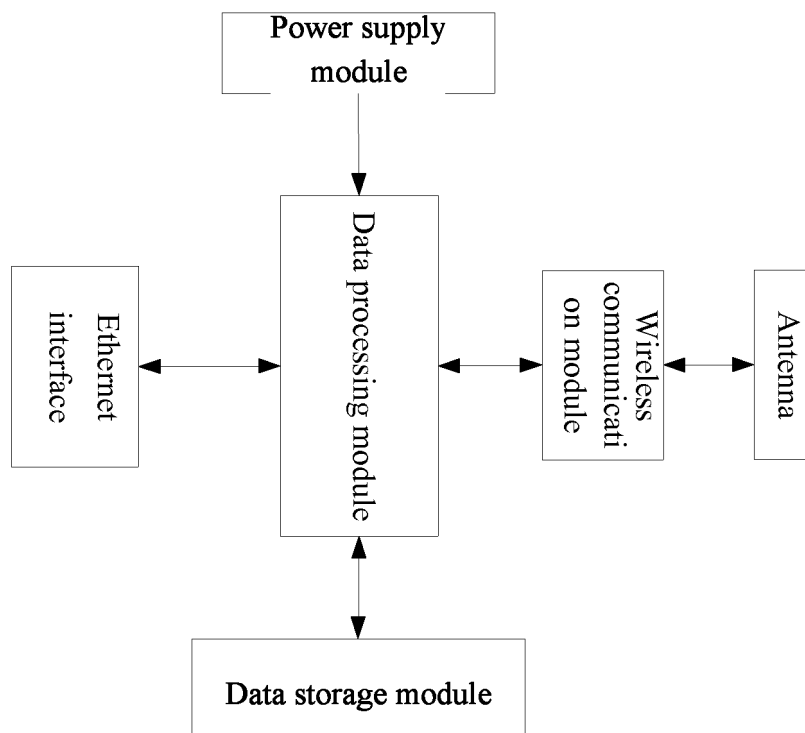 Power supply
module
Ethernet
interface
Data processing module
Wireless
communicati
on module
Antenna
Data storage module